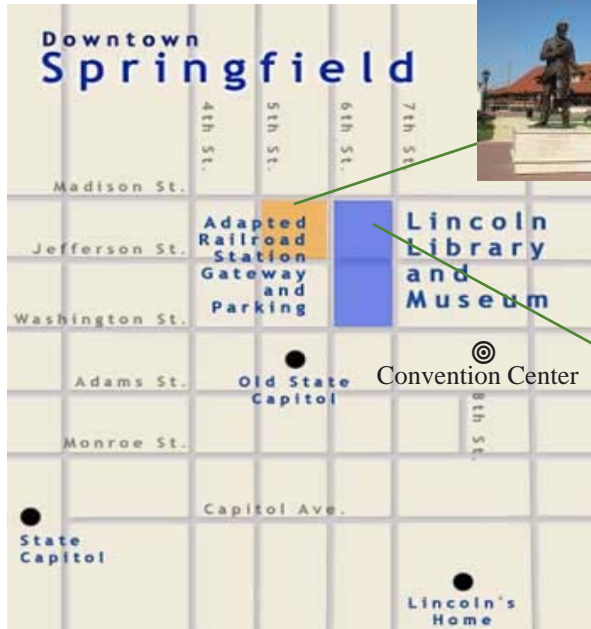 Downtown
Springfield
4th St.
5th St.
6th St.
7th St.
Madison St.
Adapted
Railroad
Station
Gateway
and
Parking
Lincoln
Library
and
Museum
Jefferson St.
Washington St.
Old State
Capitol
Convention Center
Adams St.
8th St.
Monroe St.
Capitol Ave.
State
Capitol
Lincoln's
Home